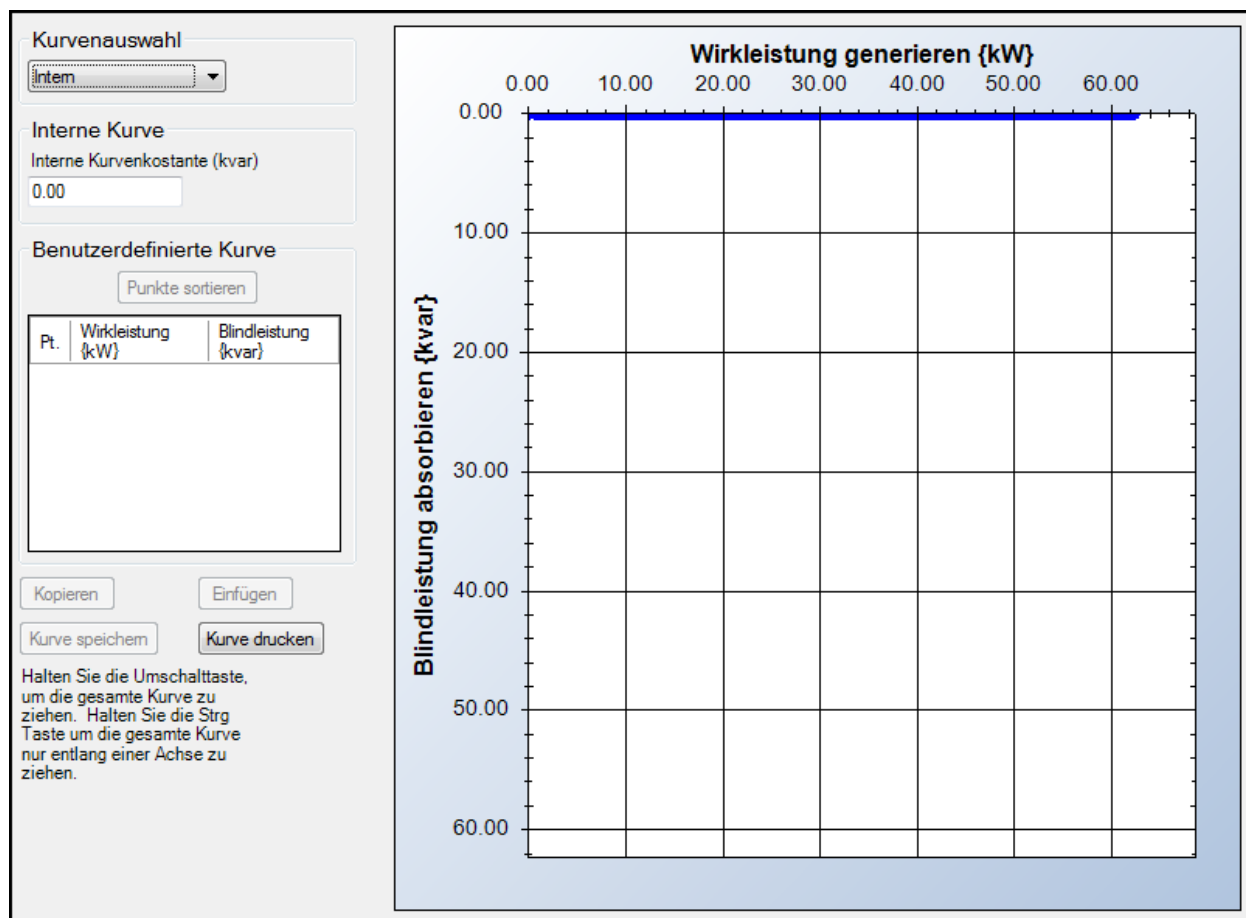 Kurvenauswahl
Intern
Interne Kurve
Interne Kurvenkostante (kvar)
0.00
Benutzerdefinierte Kurve
Punkte sortieren
Pt. Wirkleistung {kW} Blindleistung {kvar}
Kopieren Einfügen
Kurve speichern Kurve drucken
Halten Sie die Umschalttaste,
um die gesamte Kurve zu
ziehen. Halten Sie die Strg
Taste um die gesamte Kurve
nur entlang einer Achse zu
ziehen.
Wirkleistung generieren {kW}
0.00 10.00 20.00 30.00 40.00 50.00 60.00
Blindleistung absorbieren {kvar}
0.00
10.00
20.00
30.00
40.00
50.00
60.00